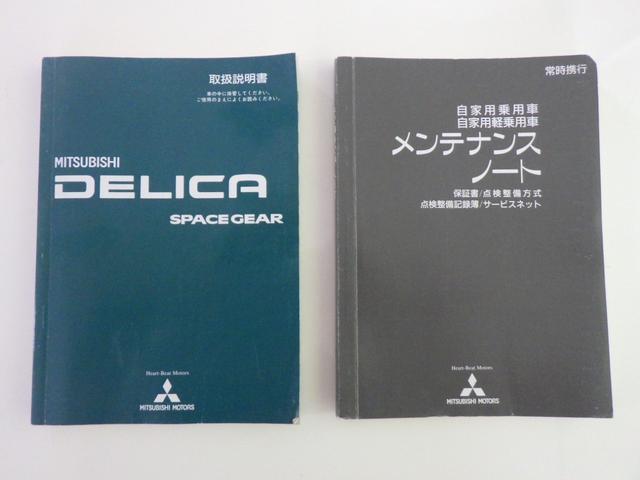 取扱説明書
車の中に保管してください。
ご使用のまえによくお読みください。
MITSUBISHI
DELICA
SPACE GEAR
Heart-Beat Motors
MITSUBISHI MOTORS
常時携行
自家用乗用車
自家用軽乗用車
メンテナンス
ノート
保証書/点検整備方式
点検整備記録簿/サービスネット
Heart-Beat Motors
MITSUBISHI MOTORS